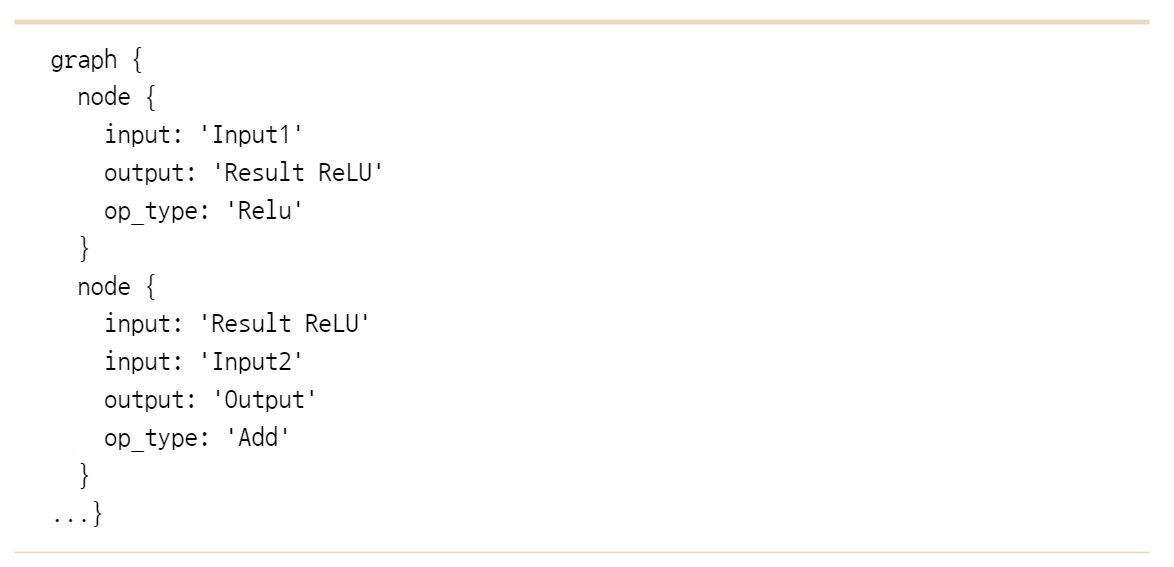 graph {
  node {
    input: 'Input1'
    output: 'Result ReLU'
    op_type: 'Relu'
  }
  node {
    input: 'Result ReLU'
    input: 'Input2'
    output: 'Output'
    op_type: 'Add'
  }
...}